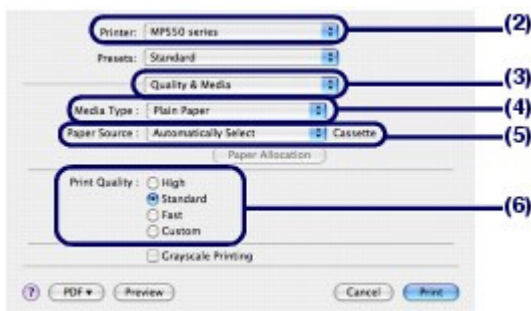 Printer: MP550 series (2)
Presets: Standard
Quality & Media (3)
Media Type : Plain Paper (4)
Paper Source : Automatically Select Cassette (5)
Paper Allocation
Print Quality : High
Standard
Fast (6)
Custom
Grayscale Printing
? PDF Preview Cancel Print